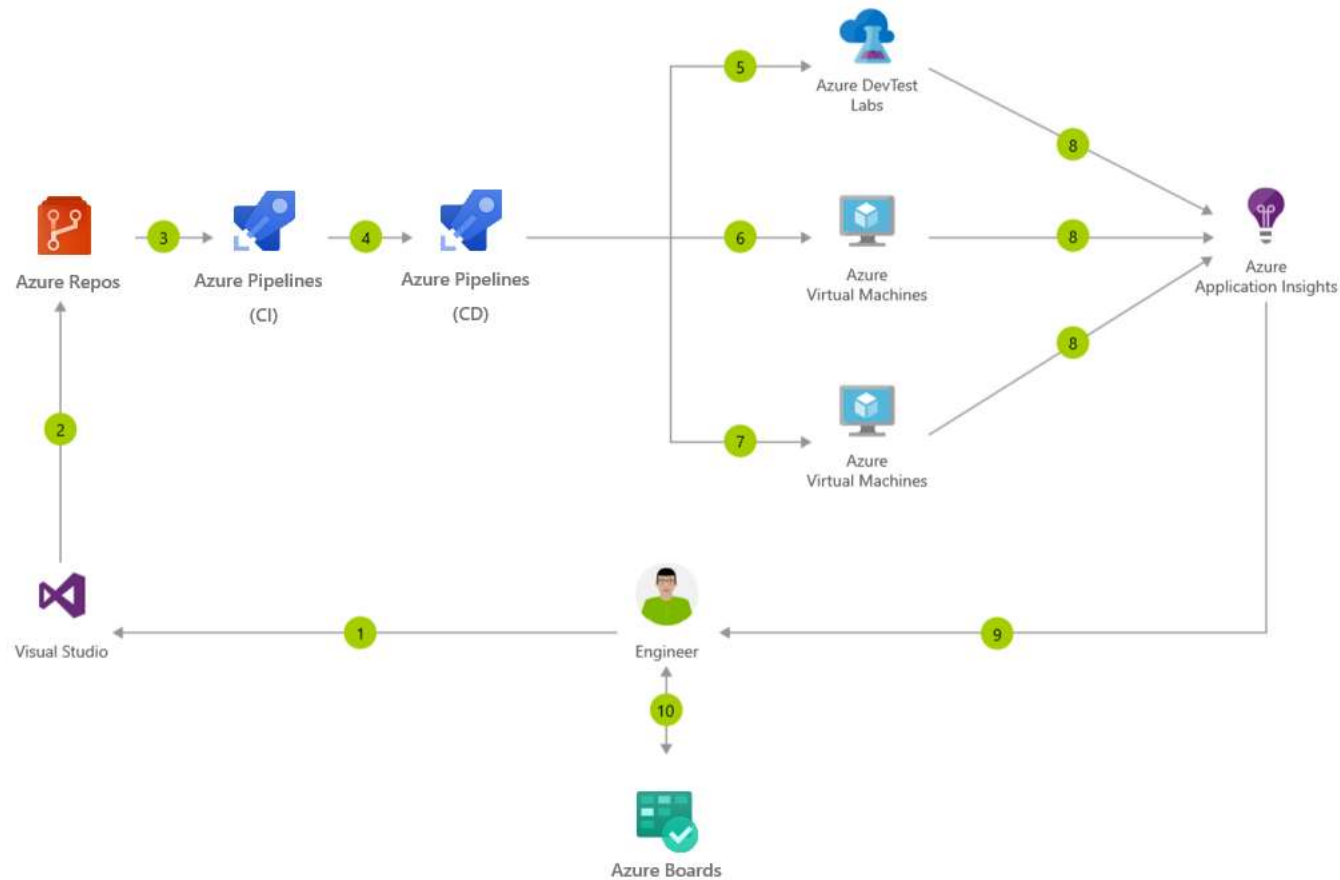 5
Azure DevTest
Labs
8
3
4
6
8
Azure Repos
Azure Pipelines
(CI)
Azure Pipelines
(CD)
Azure
Virtual Machines
Azure
Application Insights
8
2
7
Azure
Virtual Machines
Visual Studio
1
Engineer
9
10
Azure Boards